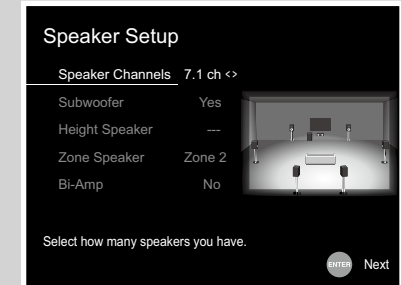 Speaker Setup
Speaker Channels 7.1 ch <>
Subwoofer Yes
Height Speaker ---
Zone Speaker Zone 2
Bi-Amp No
Select how many speakers you have.
ENTER Next